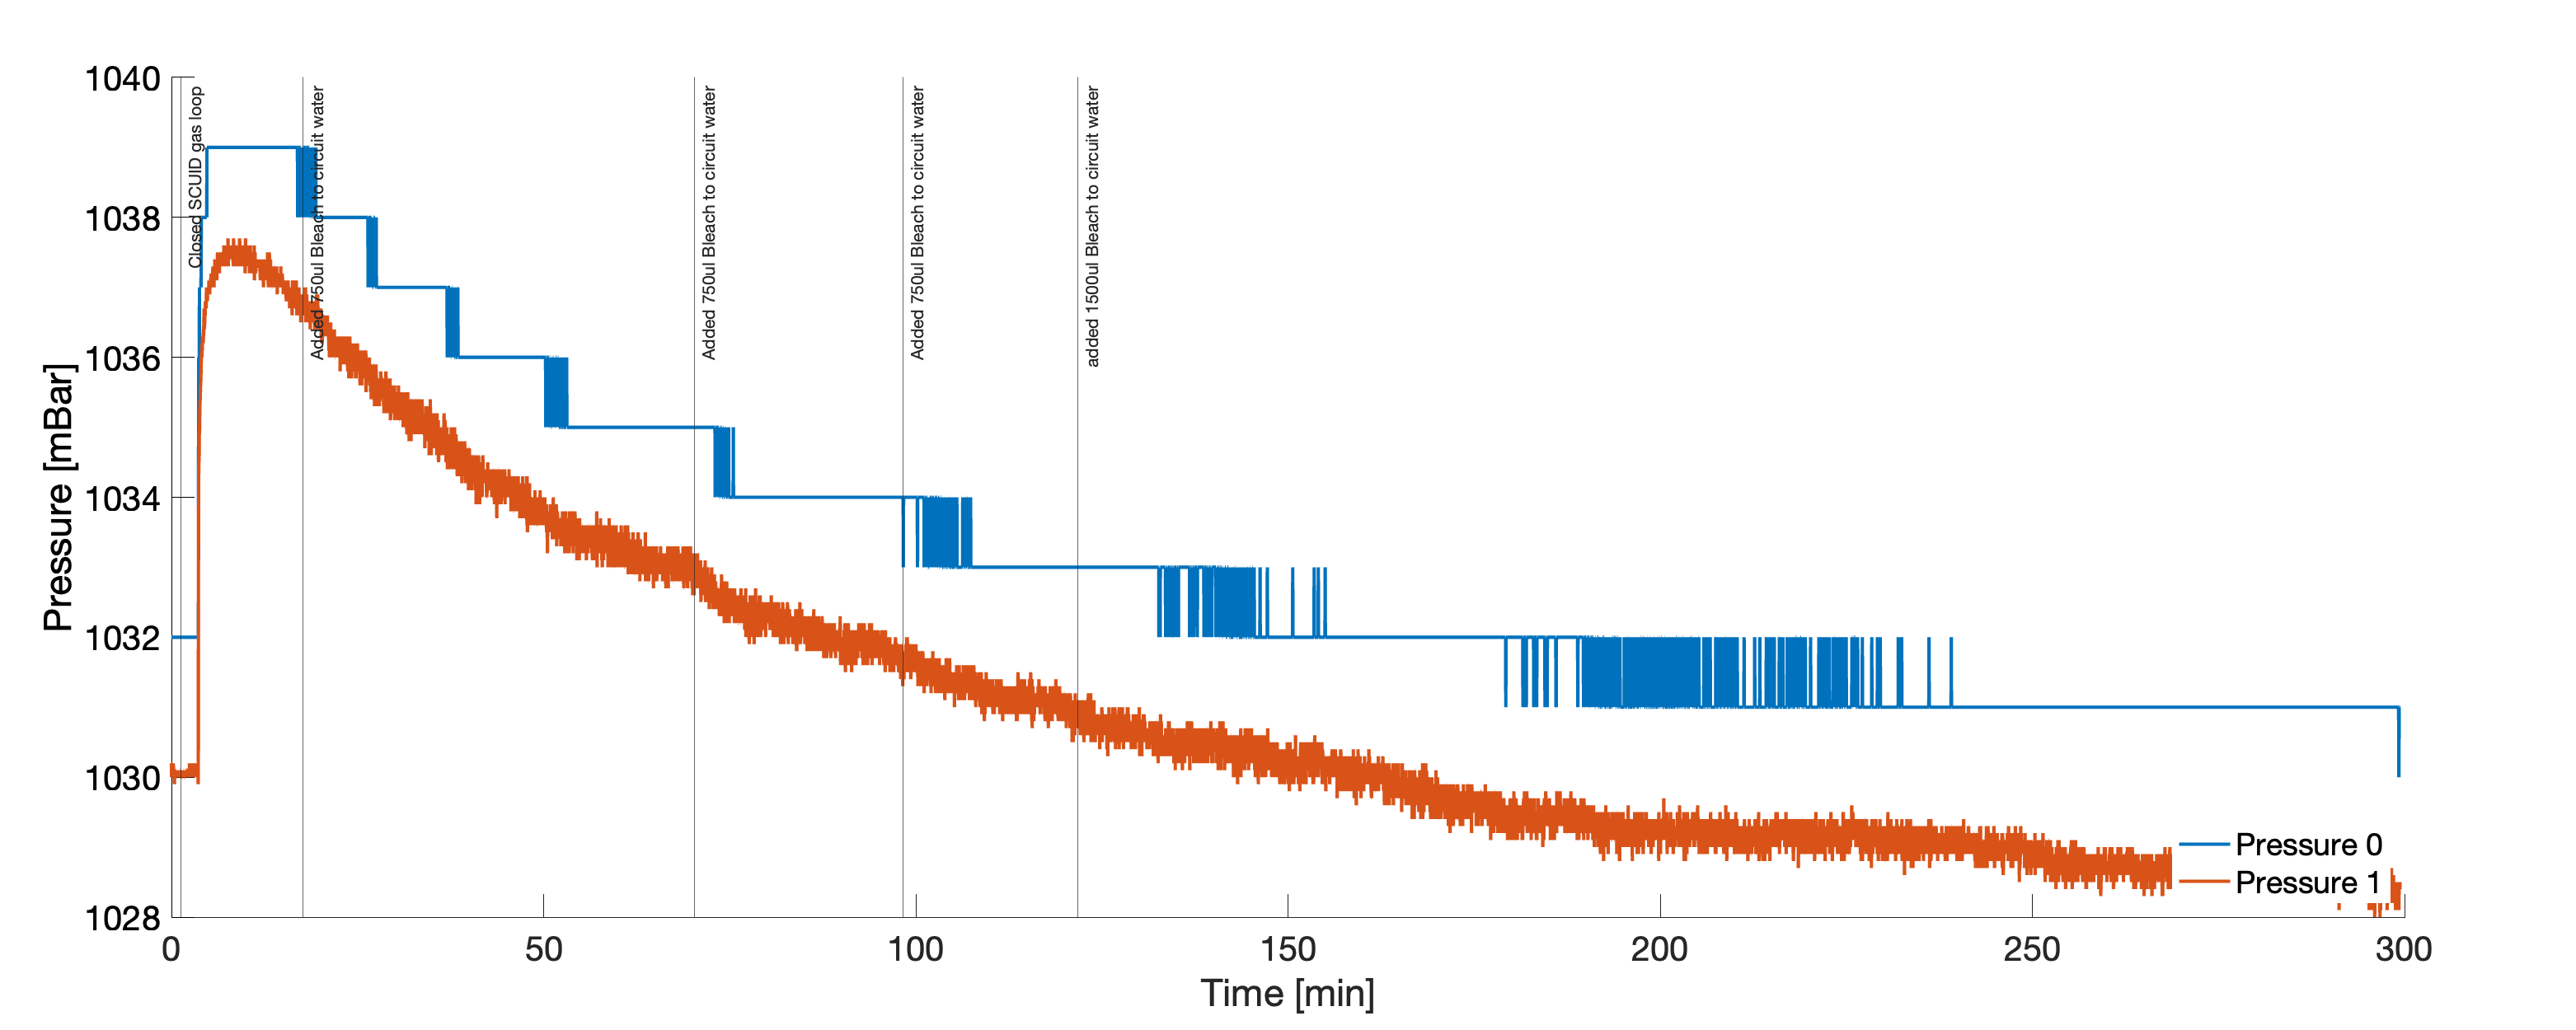 Pressure [mBar]
1040
1038
1036
1034
1032
1030
1028
Closed SCUID gas loop
Added 750ul Bleach to circuit water
Added 750ul Bleach to circuit water
Added 750ul Bleach to circuit water
added 1500ul Bleach to circuit water
Pressure 0
Pressure 1
0 50 100 150 200 250 300
Time [min]